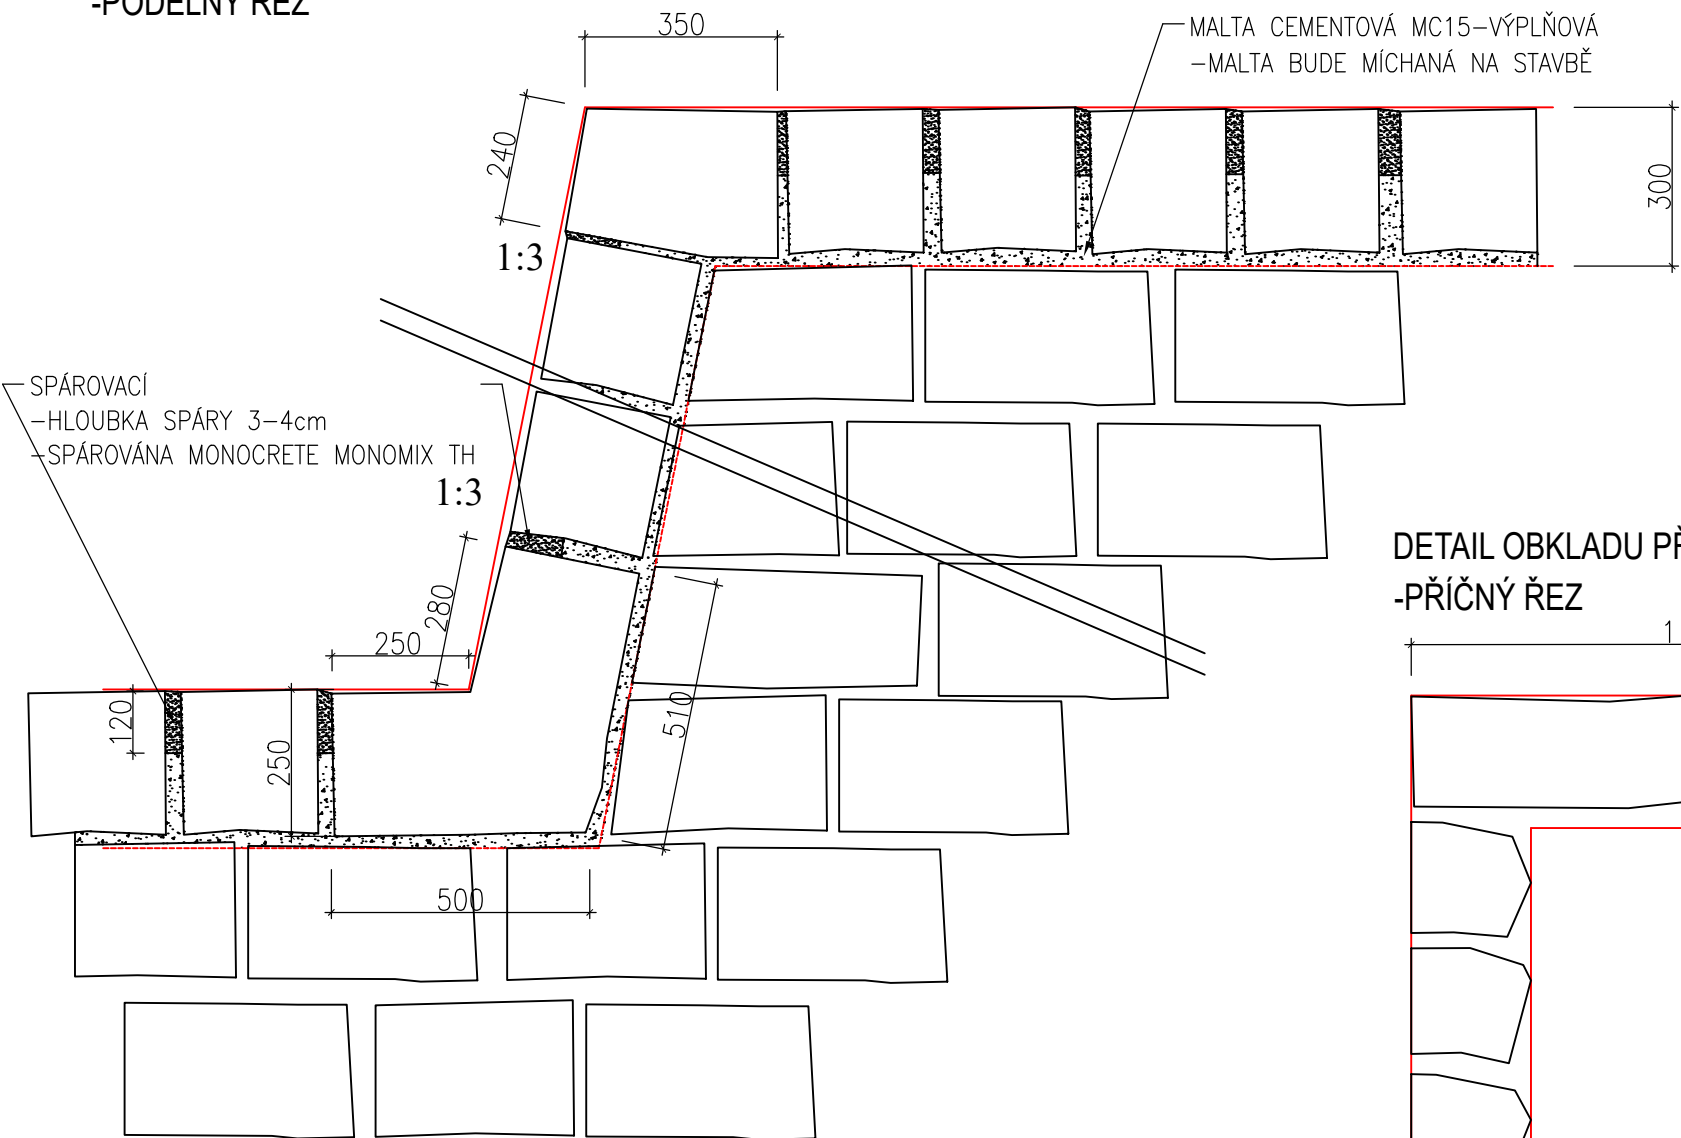 -PODÉLNÝ ŘEZ
350
MALTA CEMENTOVÁ MC15-VÝPLŇOVÁ
-MALTA BUDE MÍCHANÁ NA STAVBĚ
240
300
1:3
SPÁROVACÍ
-HLOUBKA SPÁRY 3-4cm
-SPÁROVÁNA MONOCRETE MONOMIX TH
1:3
280
250
120
250
510
500
DETAIL OBKLADU PŘ
-PŘÍČNÝ ŘEZ
1